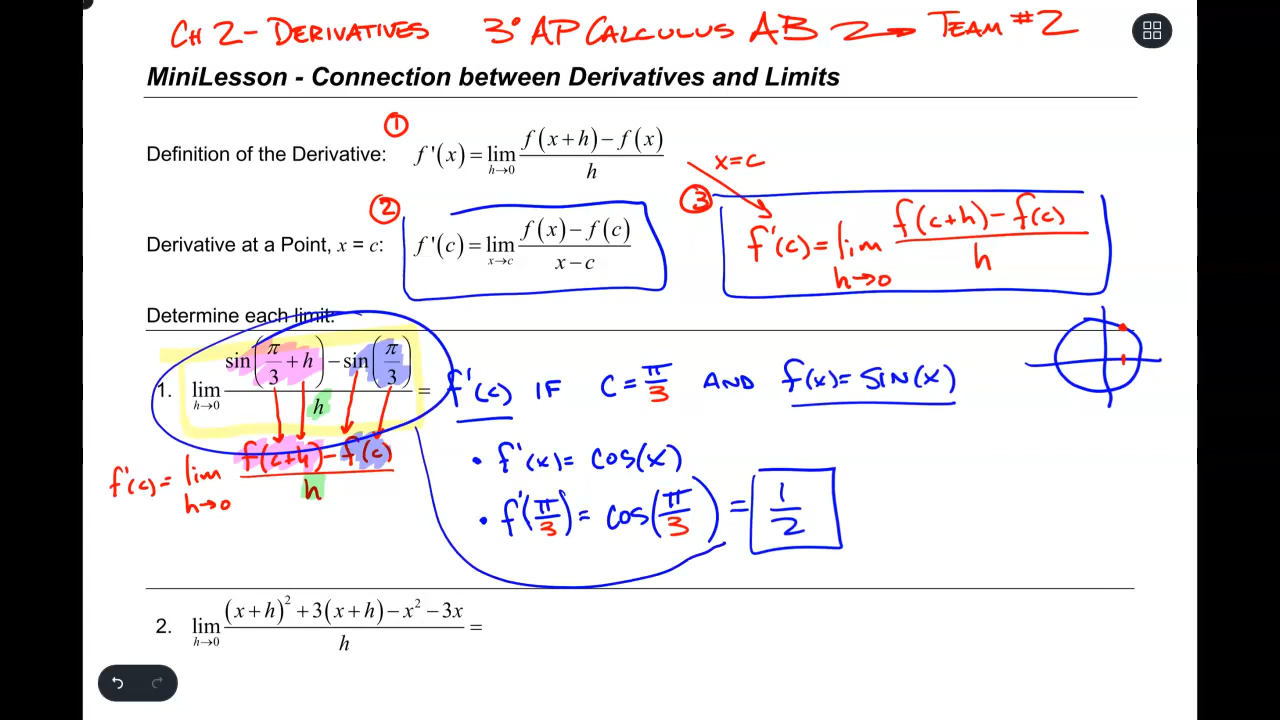 CH 2 - DERIVATIVES 3° AP CALCULUS AB 2 → TEAM #2
MiniLesson - Connection between Derivatives and Limits
①
Definition of the Derivative: f'(x) = lim h→0 (f(x+h) − f(x)) / h
x=c
② ③
Derivative at a Point, x = c: f'(c) = lim x→c (f(x) − f(c)) / (x − c) f'(c) = lim h→0 (f(c+h) − f(c)) / h
Determine each limit:
1. lim h→0 (sin(π/3 + h) − sin(π/3)) / h = f'(c) IF C = π/3 AND f(x) = SIN(x)
f'(c) = lim h→0 (f(c+h) − f(c)) / h
• f'(x) = cos(x)
• f'(π/3) = cos(π/3) = 1/2
2. lim h→0 ((x+h)² + 3(x+h) − x² − 3x) / h =